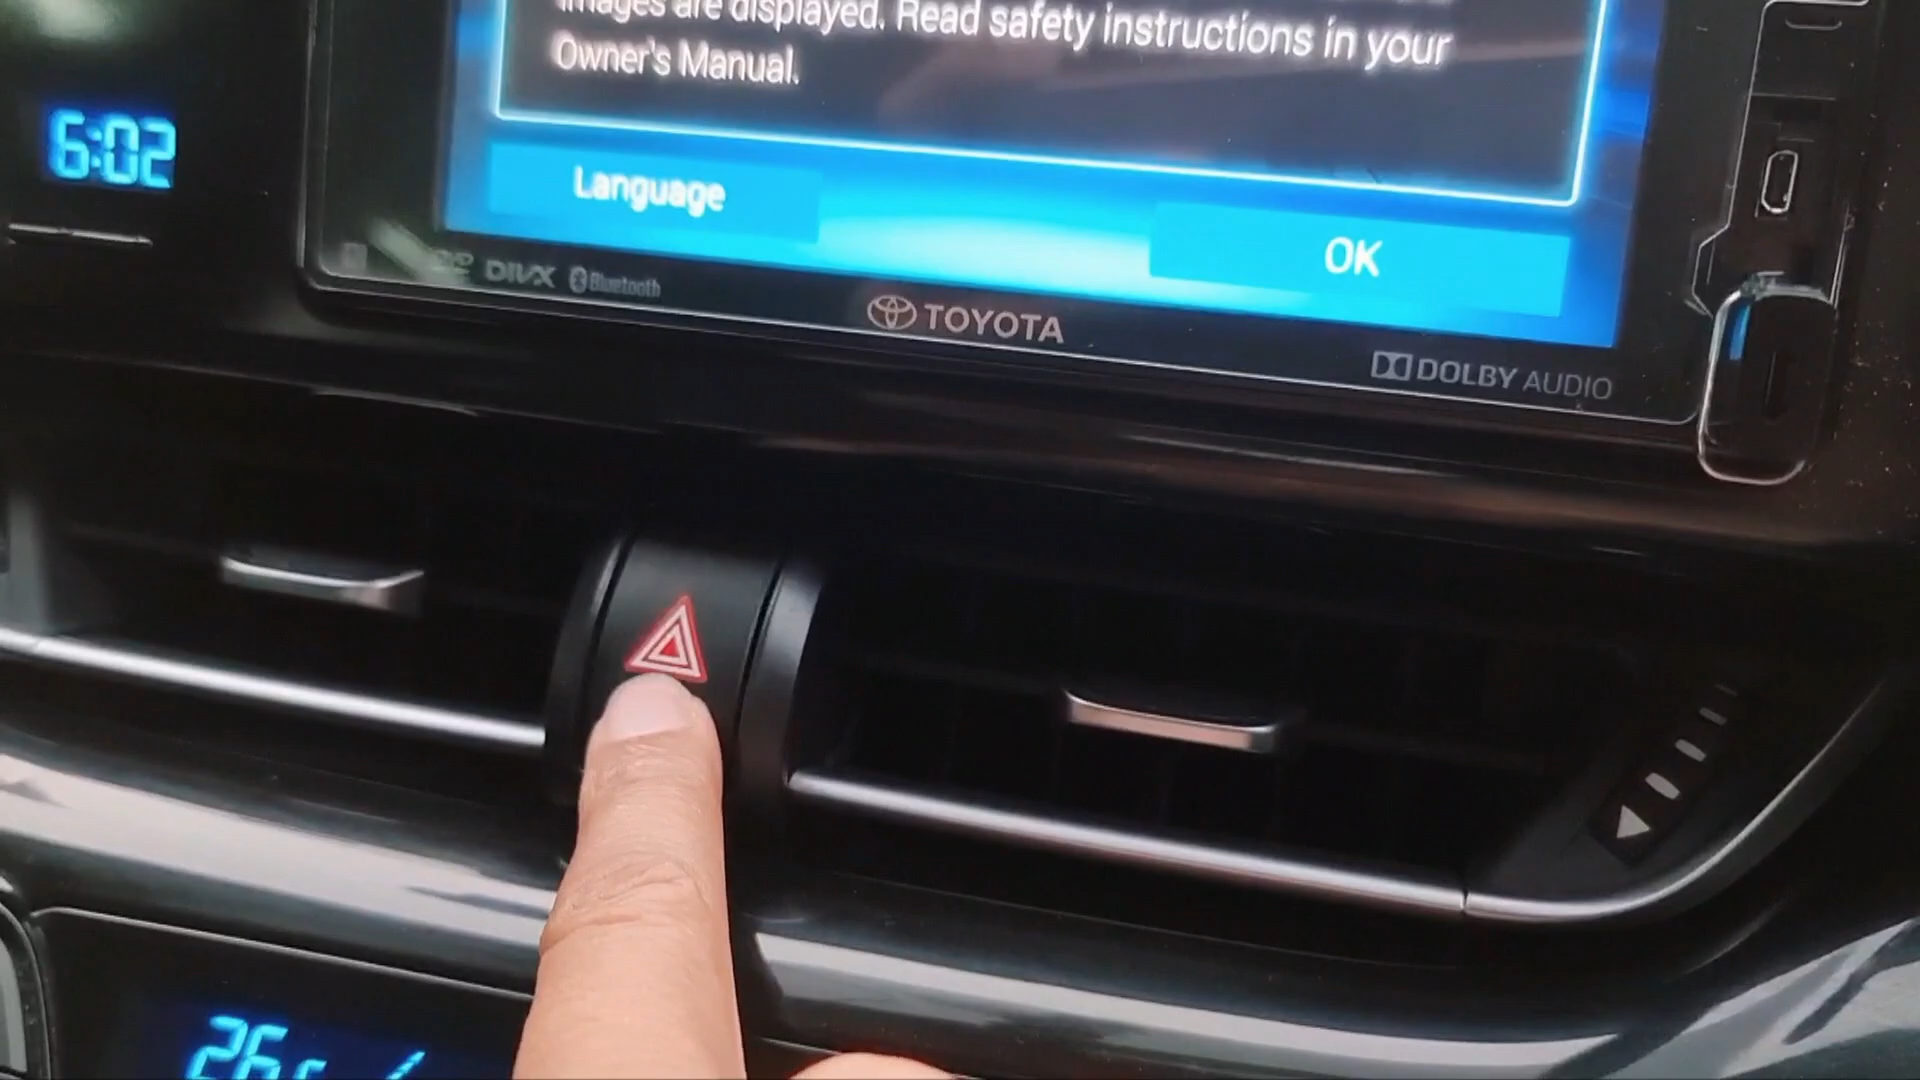 images are displayed. Read safety instructions in your
Owner's Manual.
6:02
Language
OK
DIVX
Bluetooth
TOYOTA
DOLBY AUDIO
26